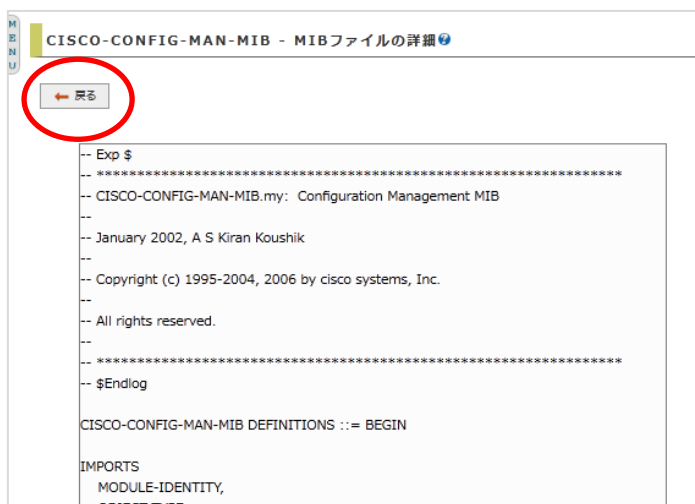 MENU
CISCO-CONFIG-MAN-MIB - MIBファイルの詳細?
← 戻る
-- Exp $
-- *****************************************************************
-- CISCO-CONFIG-MAN-MIB.my:  Configuration Management MIB
--
-- January 2002, A S Kiran Koushik
--
-- Copyright (c) 1995-2004, 2006 by cisco systems, Inc.
--
-- All rights reserved.
--
-- *****************************************************************
-- $Endlog
CISCO-CONFIG-MAN-MIB DEFINITIONS ::= BEGIN
IMPORTS
MODULE-IDENTITY,